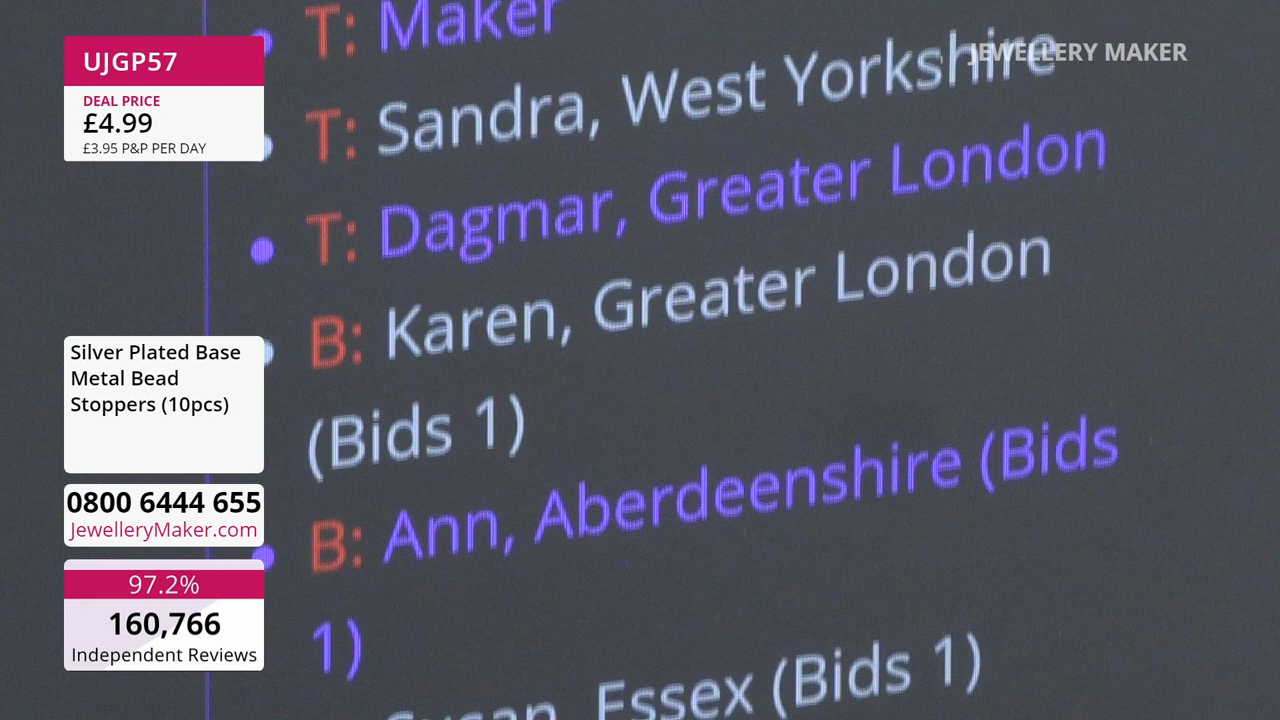 UJGP57
DEAL PRICE
£4.99
£3.95 P&P PER DAY
Silver Plated Base
Metal Bead
Stoppers (10pcs)
0800 6444 655
JewelleryMaker.com
97.2%
160,766
Independent Reviews
JEWELLERY MAKER
T: Maker
T: Sandra, West Yorkshire
T: Dagmar, Greater London
B: Karen, Greater London
(Bids 1)
B: Ann, Aberdeenshire (Bids
1)
Susan, Essex (Bids 1)